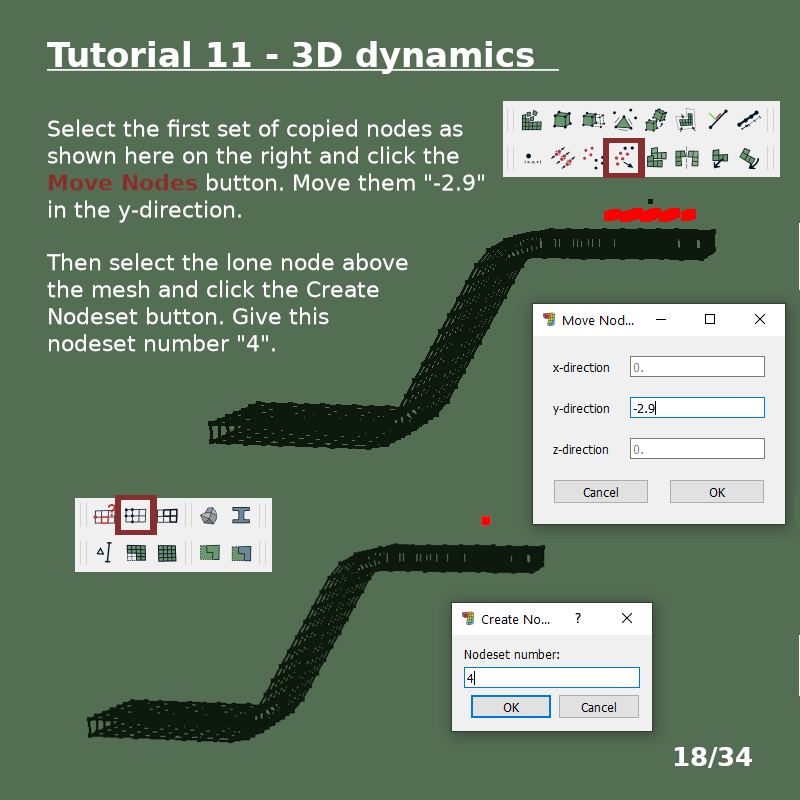 Tutorial 11 - 3D dynamics
Select the first set of copied nodes as
shown here on the right and click the
Move Nodes button. Move them "-2.9"
in the y-direction.
Then select the lone node above
the mesh and click the Create
Nodeset button. Give this
nodeset number "4".
Move Nod...
x-direction 0.
y-direction -2.9
z-direction 0.
Cancel OK
Create No... ?
Nodeset number:
4
OK Cancel
18/34